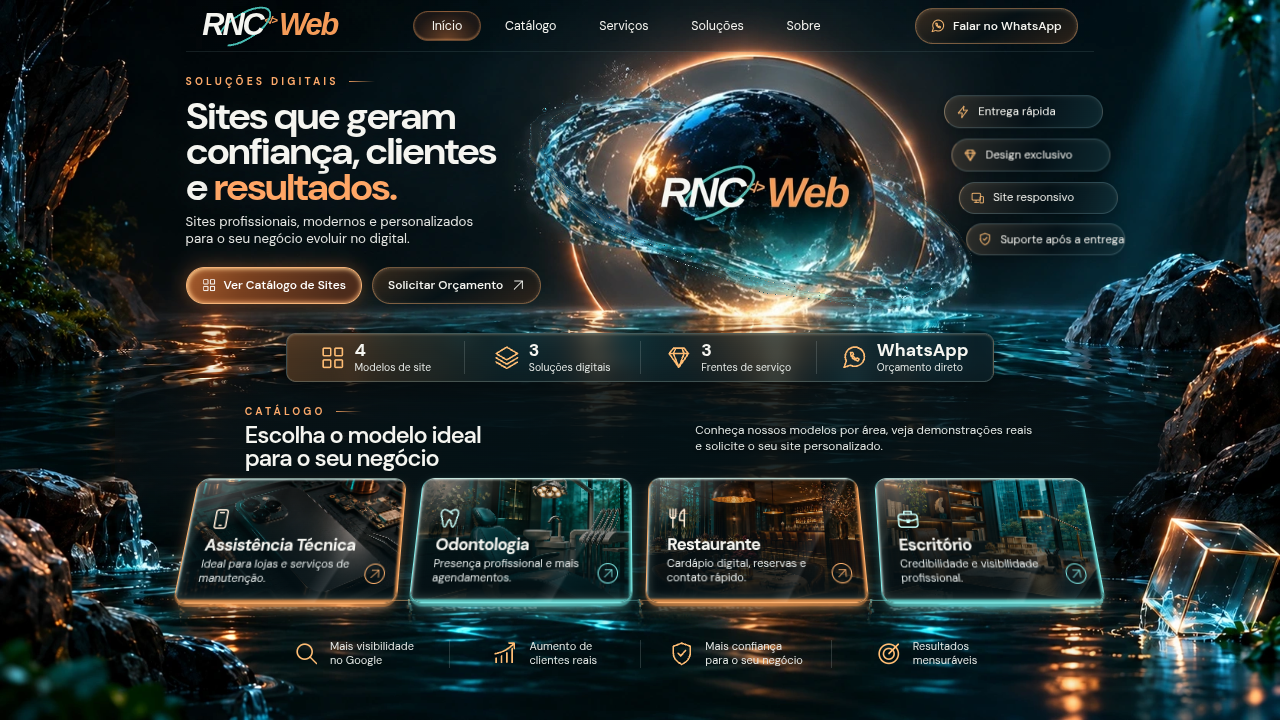 RNC</>Web
Início
Catálogo
Serviços
Soluções
Sobre
Falar no WhatsApp
SOLUÇÕES DIGITAIS
Sites que geram
confiança, clientes
e resultados.
Sites profissionais, modernos e personalizados
para o seu negócio evoluir no digital.
Ver Catálogo de Sites
Solicitar Orçamento
RNC</>Web
Entrega rápida
Design exclusivo
Site responsivo
Suporte após a entrega
4
Modelos de site
3
Soluções digitais
3
Frentes de serviço
WhatsApp
Orçamento direto
CATÁLOGO
Escolha o modelo ideal
para o seu negócio
Conheça nossos modelos por área, veja demonstrações reais
e solicite o seu site personalizado.
Assistência Técnica
Ideal para lojas e serviços de
manutenção.
Odontologia
Presença profissional e mais
agendamentos.
Restaurante
Cardápio digital, reservas e
contato rápido.
Escritório
Credibilidade e visibilidade
profissional.
Mais visibilidade
no Google
Aumento de
clientes reais
Mais confiança
para o seu negócio
Resultados
mensuráveis